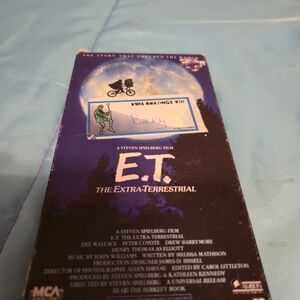 THE STORY THAT TOUCHED THE WORLD
THIS BELONGS TO:
A STEVEN SPIELBERG FILM
E.T.
THE EXTRA-TERRESTRIAL
A STEVEN SPIELBERG FILM
E.T. THE EXTRA-TERRESTRIAL
DEE WALLACE PETER COYOTE DREW BARRYMORE
HENRY THOMAS AS ELLIOTT
MUSIC BY JOHN WILLIAMS WRITTEN BY MELISSA MATHISON
PRODUCTION DESIGNER JAMES D. BISSELL
DIRECTOR OF PHOTOGRAPHY ALLEN DAVIAU EDITED BY CAROL LITTLETON
PRODUCED BY STEVEN SPIELBERG & KATHLEEN KENNEDY
DIRECTED BY STEVEN SPIELBERG A UNIVERSAL RELEASE
READ THE BERKLEY BOOK
MCA